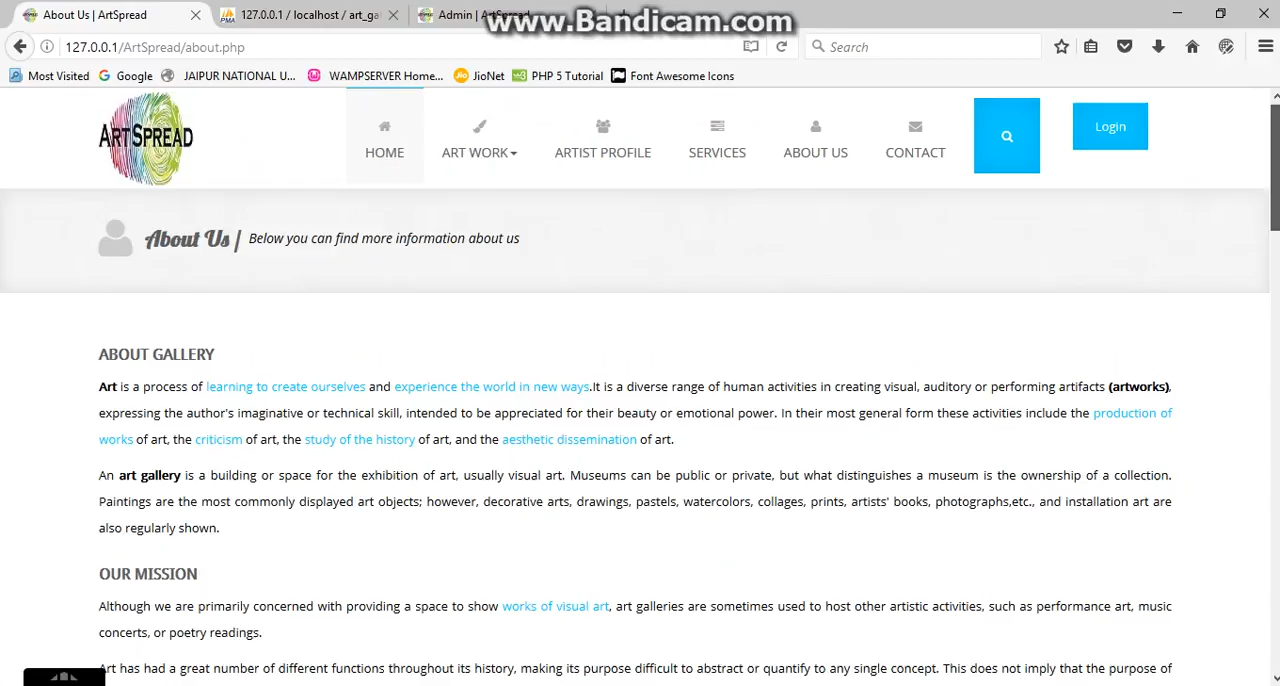 About Us | ArtSpread
127.0.0.1 / localhost / art_ga
Admin | ArtSpread
www.Bandicam.com
127.0.0.1/ArtSpread/about.php
Search
Most Visited
Google
JAIPUR NATIONAL U...
WAMPSERVER Home...
JioNet
PHP 5 Tutorial
Font Awesome Icons
ARTSPREAD
HOME
ART WORK
ARTIST PROFILE
SERVICES
ABOUT US
CONTACT
Login
About Us | Below you can find more information about us
ABOUT GALLERY
Art is a process of learning to create ourselves and experience the world in new ways.It is a diverse range of human activities in creating visual, auditory or performing artifacts (artworks),
expressing the author's imaginative or technical skill, intended to be appreciated for their beauty or emotional power. In their most general form these activities include the production of
works of art, the criticism of art, the study of the history of art, and the aesthetic dissemination of art.
An art gallery is a building or space for the exhibition of art, usually visual art. Museums can be public or private, but what distinguishes a museum is the ownership of a collection.
Paintings are the most commonly displayed art objects; however, decorative arts, drawings, pastels, watercolors, collages, prints, artists' books, photographs,etc., and installation art are
also regularly shown.
OUR MISSION
Although we are primarily concerned with providing a space to show works of visual art, art galleries are sometimes used to host other artistic activities, such as performance art, music
concerts, or poetry readings.
Art has had a great number of different functions throughout its history, making its purpose difficult to abstract or quantify to any single concept. This does not imply that the purpose of